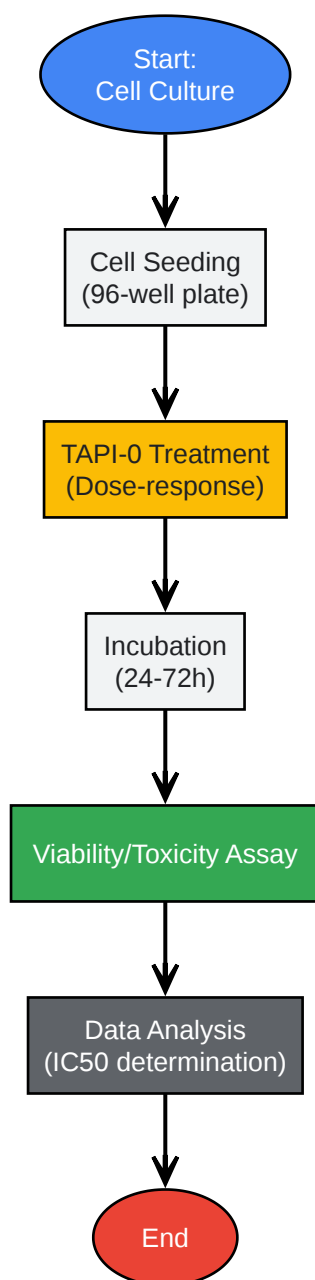 Start:
Cell Culture
Cell Seeding
(96-well plate)
TAPI-0 Treatment
(Dose-response)
Incubation
(24-72h)
Viability/Toxicity Assay
Data Analysis
(IC50 determination)
End